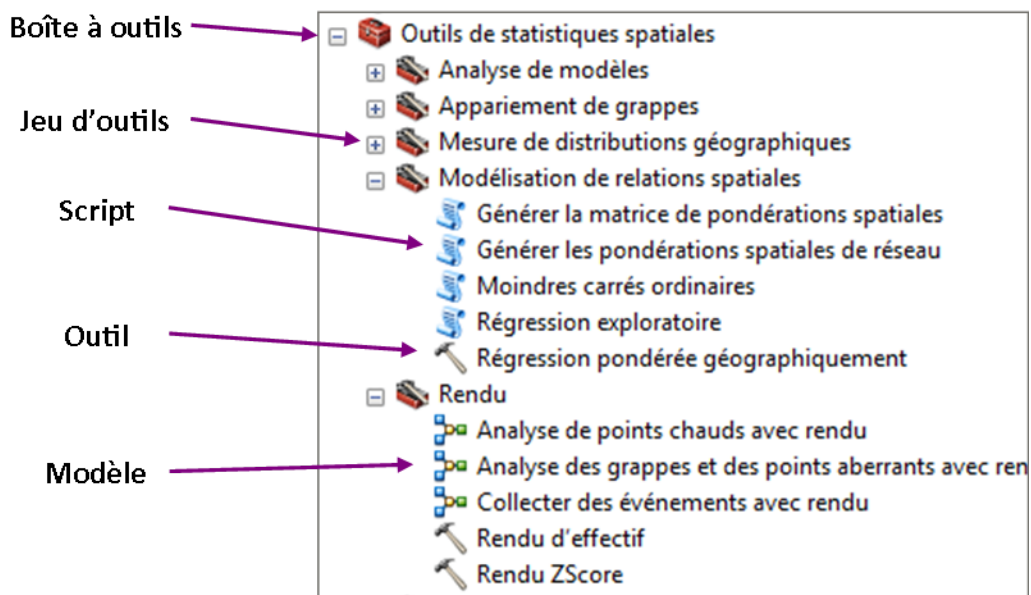 Boîte à outils
Outils de statistiques spatiales
Analyse de modèles
Appariement de grappes
Jeu d'outils
Mesure de distributions géographiques
Modélisation de relations spatiales
Script
Générer la matrice de pondérations spatiales
Générer les pondérations spatiales de réseau
Moindres carrés ordinaires
Régression exploratoire
Outil
Régression pondérée géographiquement
Rendu
Analyse de points chauds avec rendu
Modèle
Analyse des grappes et des points aberrants avec ren
Collecter des événements avec rendu
Rendu d'effectif
Rendu ZScore